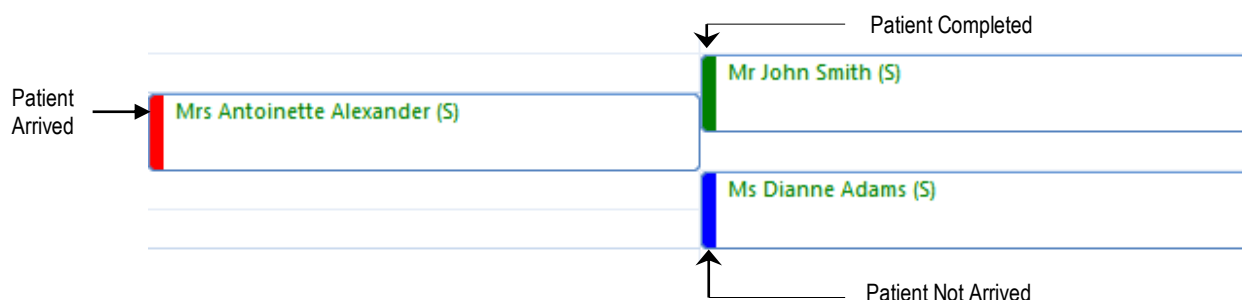 Patient Completed
Mr John Smith (S)
Patient
Arrived
Mrs Antoinette Alexander (S)
Ms Dianne Adams (S)
Patient Not Arrived